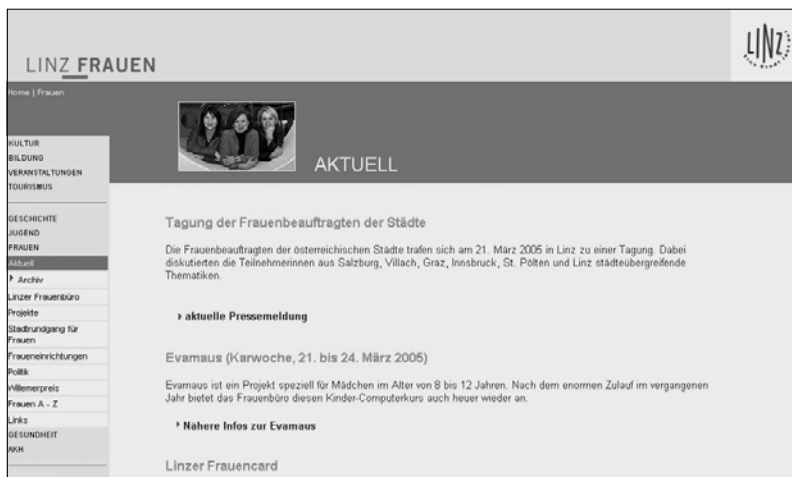 LINZ FRAUEN
LINZ
Home | Frauen
AKTUELL
KULTUR
BILDUNG
VERANSTALTUNGEN
TOURISMUS
GESCHICHTE
JUGEND
FRAUEN
Aktuell
Archiv
Linzer Frauenbüro
Projekte
Stadtrundgang für
Frauen
Fraueneinrichtungen
Politik
Willemerpreis
Frauen A - Z
Links
GESUNDHEIT
AKH
Tagung der Frauenbeauftragten der Städte
Die Frauenbeauftragten der österreichischen Städte trafen sich am 21. März 2005 in Linz zu einer Tagung. Dabei
diskutierten die Teilnehmerinnen aus Salzburg, Villach, Graz, Innsbruck, St. Pölten und Linz städteübergreifende
Thematiken.
aktuelle Pressemeldung
Evamaus (Karwoche, 21. bis 24. März 2005)
Evamaus ist ein Projekt speziell für Mädchen im Alter von 8 bis 12 Jahren. Nach dem enormen Zulauf im vergangenen
Jahr bietet das Frauenbüro diesen Kinder-Computerkurs auch heuer wieder an.
Nähere Infos zur Evamaus
Linzer Frauencard